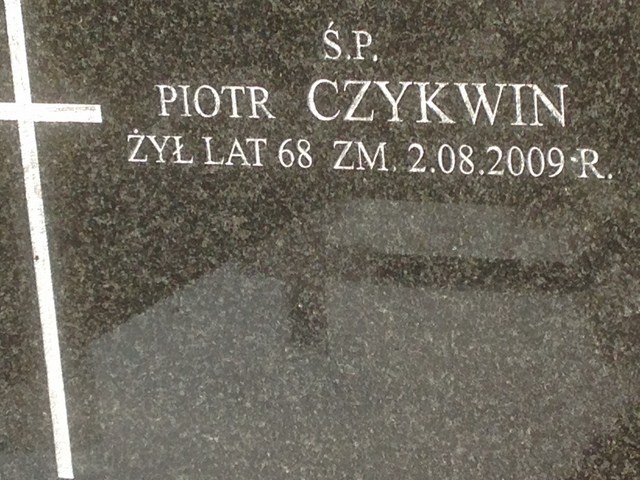 Ś.P.
PIOTR CZYKWIN
ŻYŁ LAT 68 ZM. 2.08.2009 R.